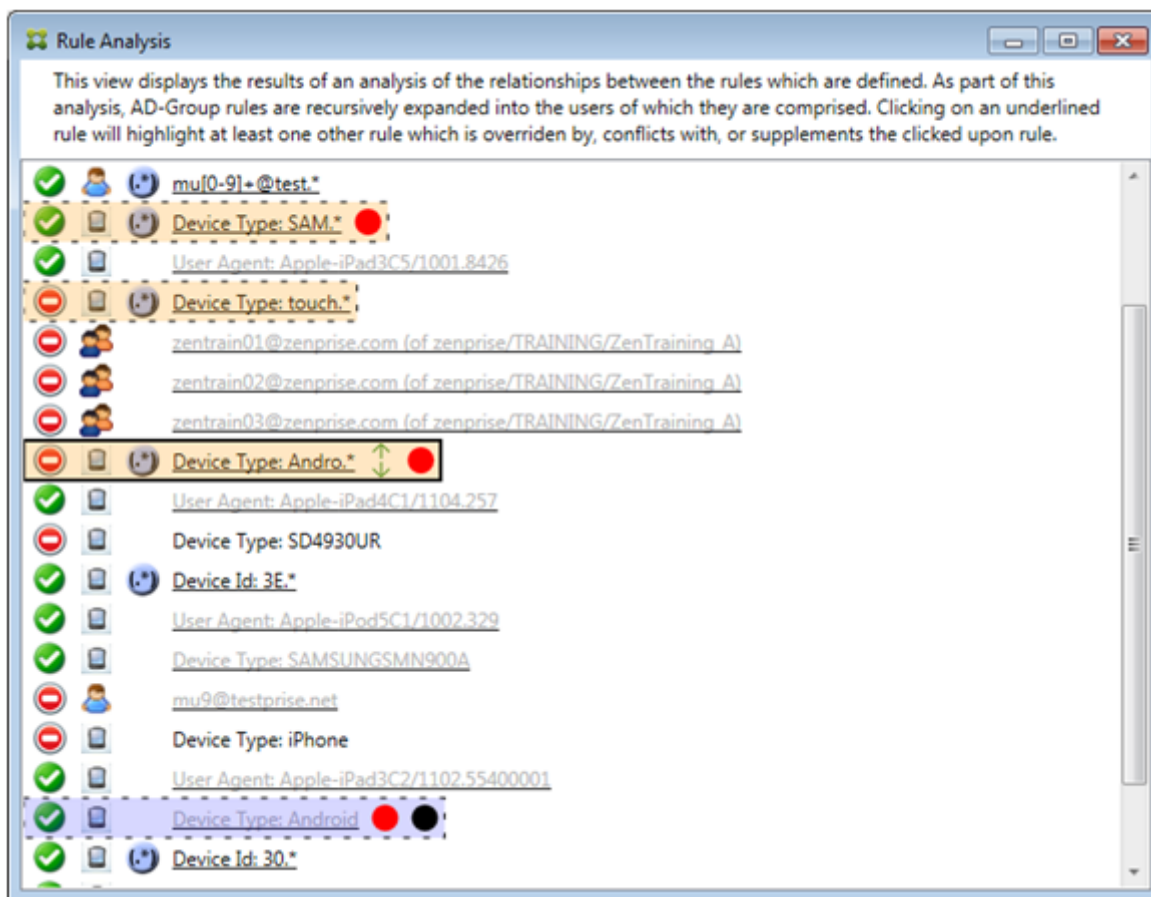 Rule Analysis
This view displays the results of an analysis of the relationships between the rules which are defined. As part of this
analysis, AD-Group rules are recursively expanded into the users of which they are comprised. Clicking on an underlined
rule will highlight at least one other rule which is overriden by, conflicts with, or supplements the clicked upon rule.
(.*) mu[0-9]+@test.*
(.*) Device Type: SAM.*
User Agent: Apple-iPad3C5/1001.8426
(.*) Device Type: touch.*
zentrain01@zenprise.com (of zenprise/TRAINING/ZenTraining A)
zentrain02@zenprise.com (of zenprise/TRAINING/ZenTraining A)
zentrain03@zenprise.com (of zenprise/TRAINING/ZenTraining A)
(.*) Device Type: Andro.*
User Agent: Apple-iPad4C1/1104.257
Device Type: SD4930UR
(.*) Device Id: 3E.*
User Agent: Apple-iPod5C1/1002.329
Device Type: SAMSUNGSMN900A
mu9@testprise.net
Device Type: iPhone
User Agent: Apple-iPad3C2/1102.55400001
Device Type: Android
(.*) Device Id: 30.*